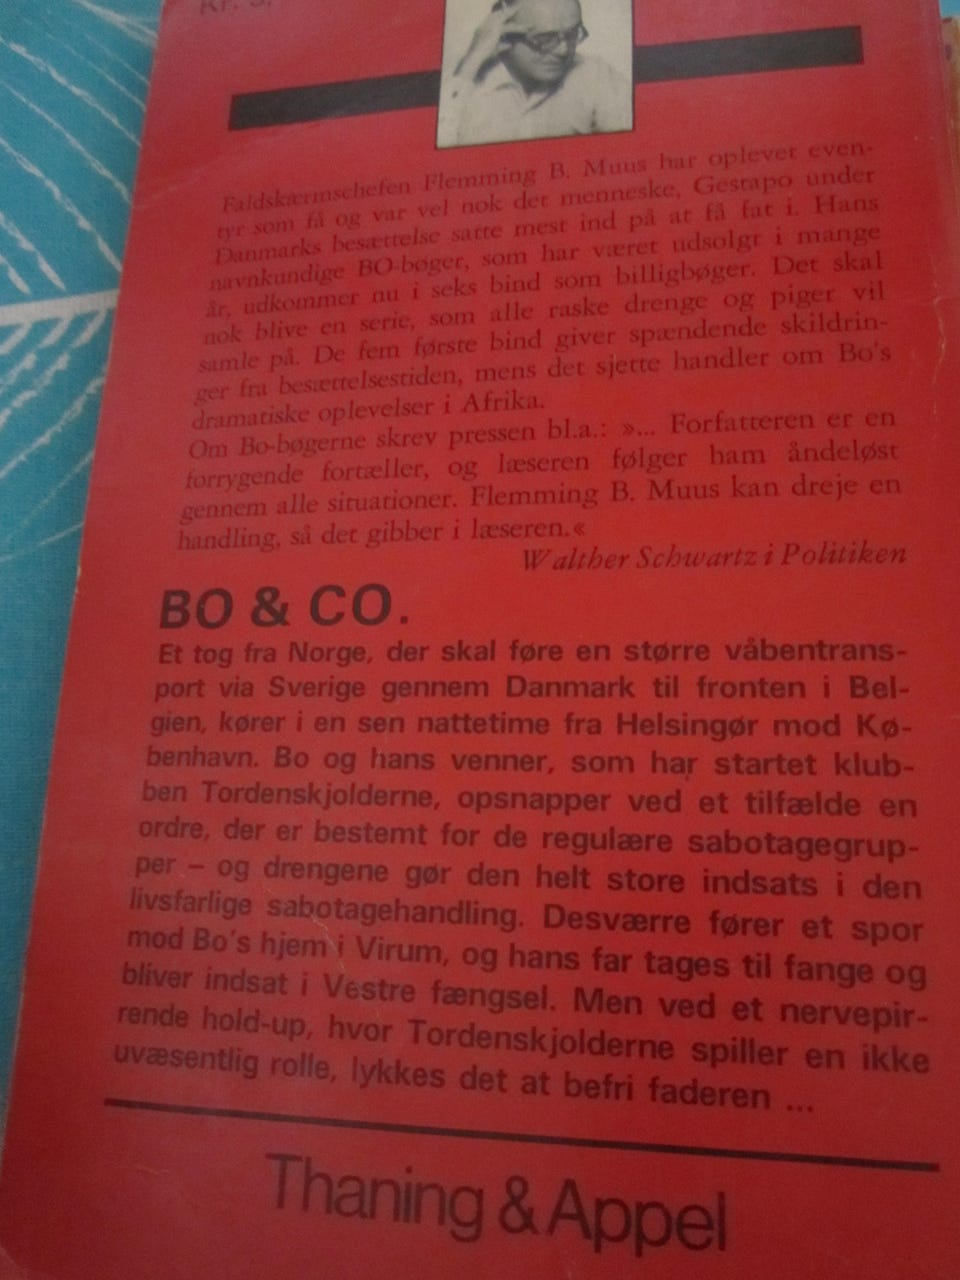 Kr.
Faldskærmschefen Flemming B. Muus har oplevet even-
tyr som få og var vel nok det menneske, Gestapo under
Danmarks besættelse satte mest ind på at få fat i. Hans
navnkundige BO-bøger, som har været udsolgt i mange
år, udkommer nu i seks bind som billigbøger. Det skal
nok blive en serie, som alle raske drenge og piger vil
samle på. De fem første bind giver spændende skildrin-
ger fra besættelsestiden, mens det sjette handler om Bo's
dramatiske oplevelser i Afrika.
Om Bo-bøgerne skrev pressen bl.a.: »... Forfatteren er en
forrygende fortæller, og læseren følger ham åndeløst
gennem alle situationer. Flemming B. Muus kan dreje en
handling, så det gibber i læseren.«
Walther Schwartz i Politiken
BO & CO.
Et tog fra Norge, der skal føre en større våbentrans-
port via Sverige gennem Danmark til fronten i Bel-
gien, kører i en sen nattetime fra Helsingør mod Kø-
benhavn. Bo og hans venner, som har startet klub-
ben Tordenskjolderne, opsnapper ved et tilfælde en
ordre, der er bestemt for de regulære sabotagegrup-
per – og drengene gør den helt store indsats i den
livsfarlige sabotagehandling. Desværre fører et spor
mod Bo's hjem i Virum, og hans far tages til fange og
bliver indsat i Vestre fængsel. Men ved et nervepir-
rende hold-up, hvor Tordenskjolderne spiller en ikke
uvæsentlig rolle, lykkes det at befri faderen ...
Thaning & Appel